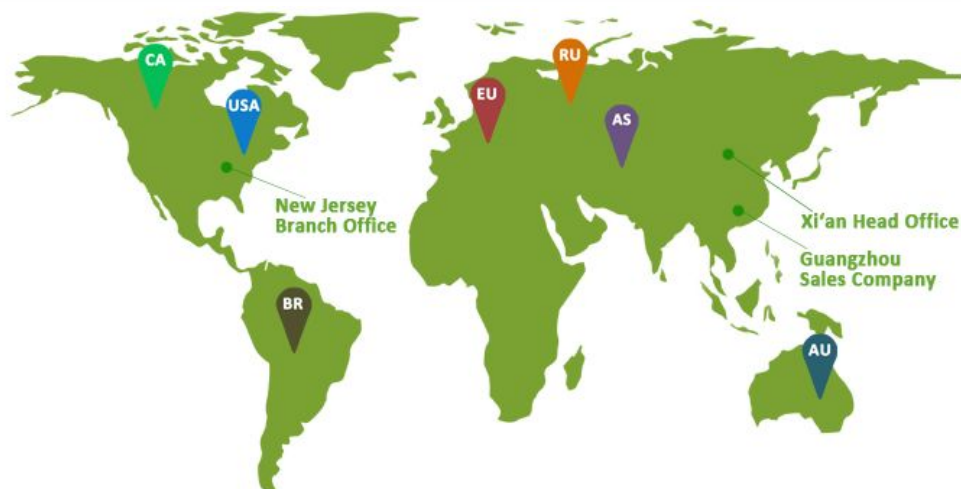 CA
RU
USA
EU
AS
New Jersey
Branch Office
Xi‘an Head Office
Guangzhou
Sales Company
BR
AU